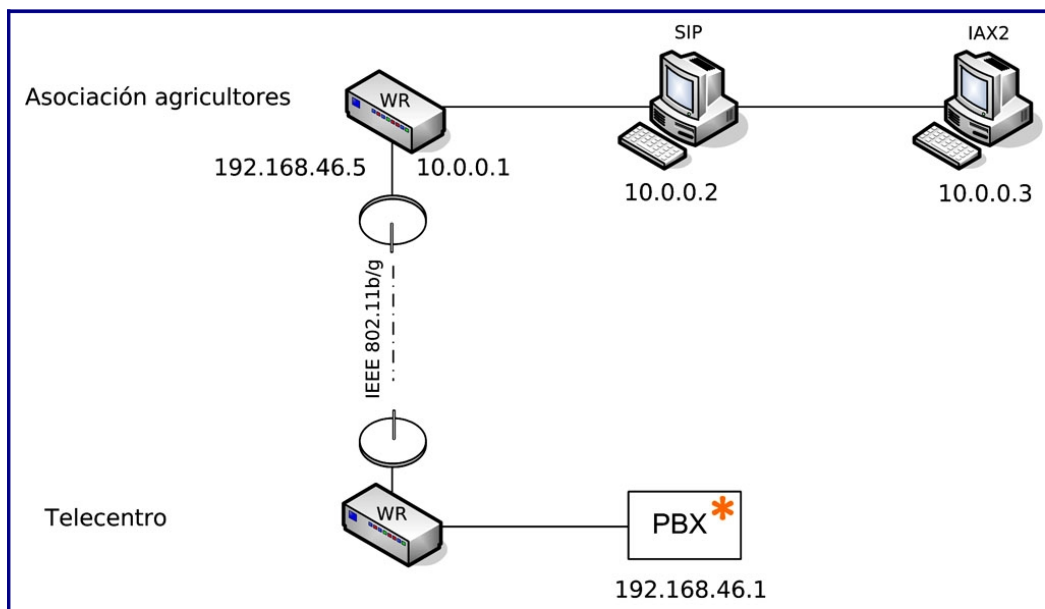 SIP
IAX2
Asociación agricultores
WR
192.168.46.5
10.0.0.1
10.0.0.2
10.0.0.3
IEEE 802.11b/g
Telecentro
WR
PBX*
192.168.46.1